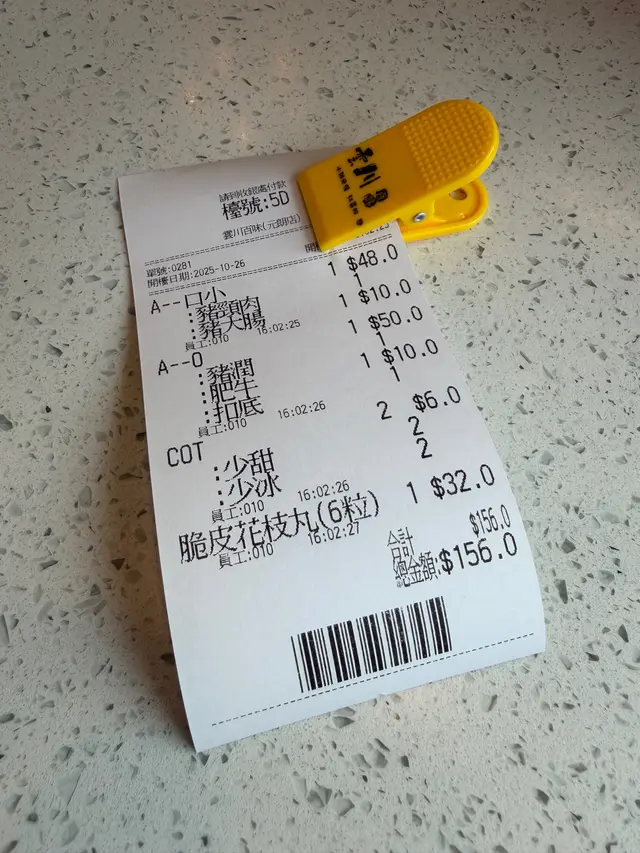 請到收銀處付款
檯號:5D
雲川百味(元朗店)
單號:0281
開檯日期:2025-10-26
A--口小 1 $48.0
:豬頸肉 1
:豬大腸 1 $10.0
員工:010 16:02:25
A--O 1 $50.0
:豬潤 1
:肥牛 1 $10.0
:扣底 1
員工:010 16:02:26
COT 2 $6.0
:少甜 2
:少冰 2
員工:010 16:02:26
脆皮花枝丸(6粒) 1 $32.0
員工:010 16:02:27
合計 $156.0
總金額:$156.0